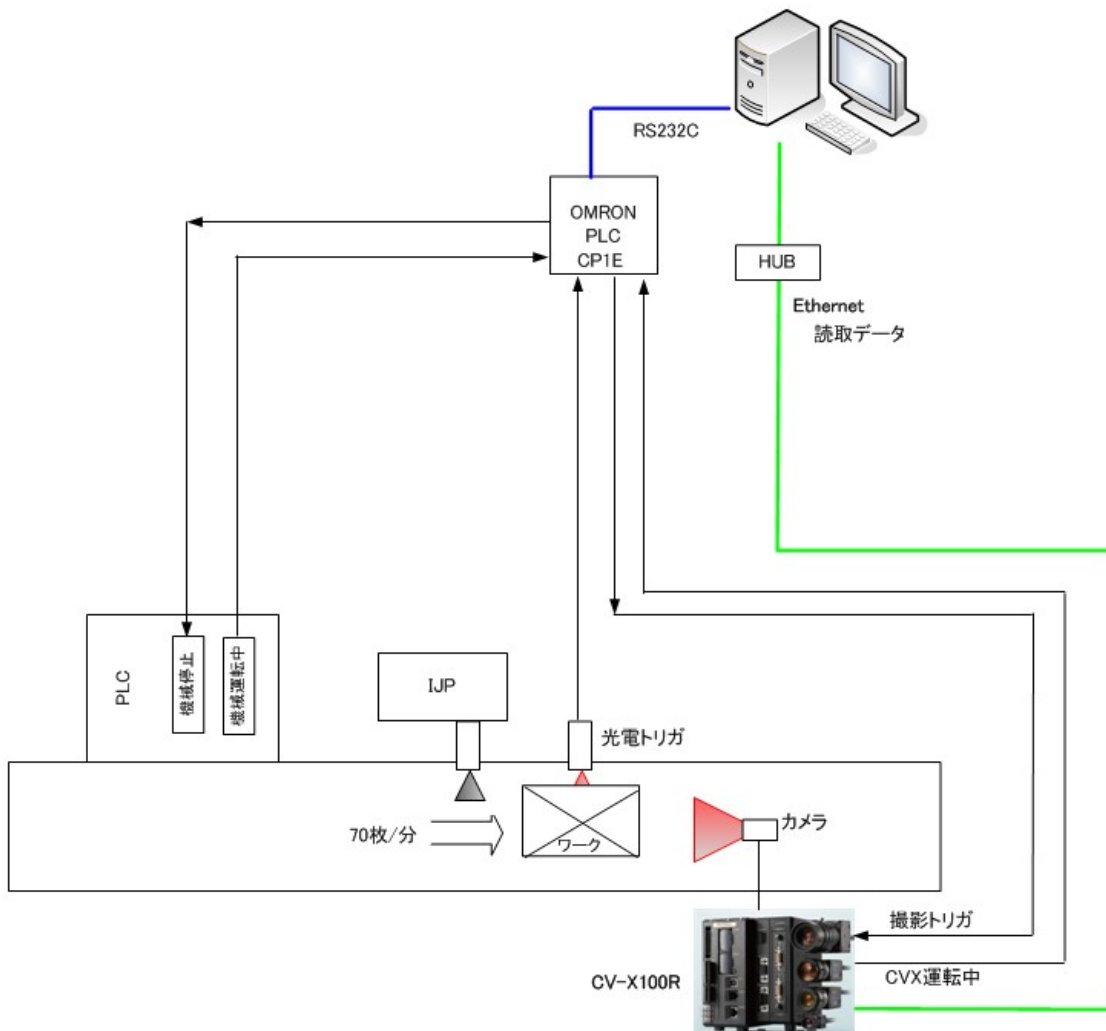 RS232C
OMRON
PLC
CP1E
HUB
Ethernet
読取データ
PLC
機械停止
機械運転中
IJP
光電トリガ
70枚/分
ワーク
カメラ
撮影トリガ
CV-X100R
CVX運転中